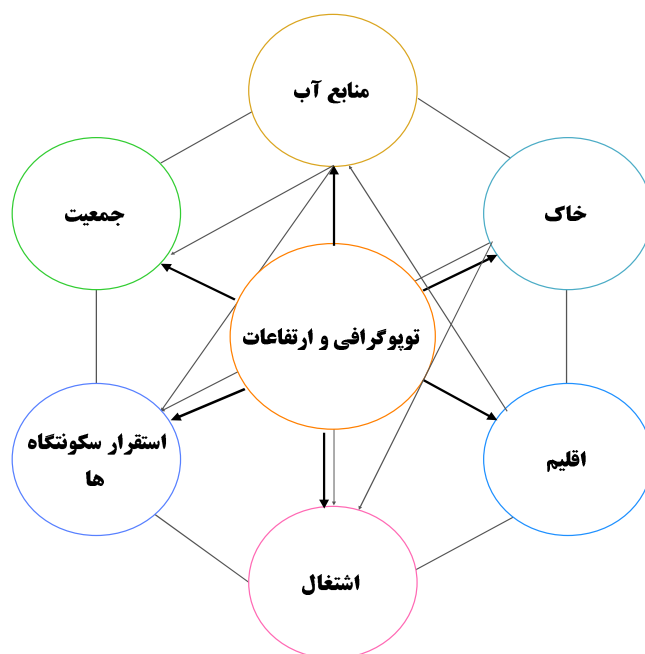 منابع آب
خاک
جمعیت
توپوگرافی و ارتفاعات
استقرار سکونتگاه
ها
اقلیم
اشتغال